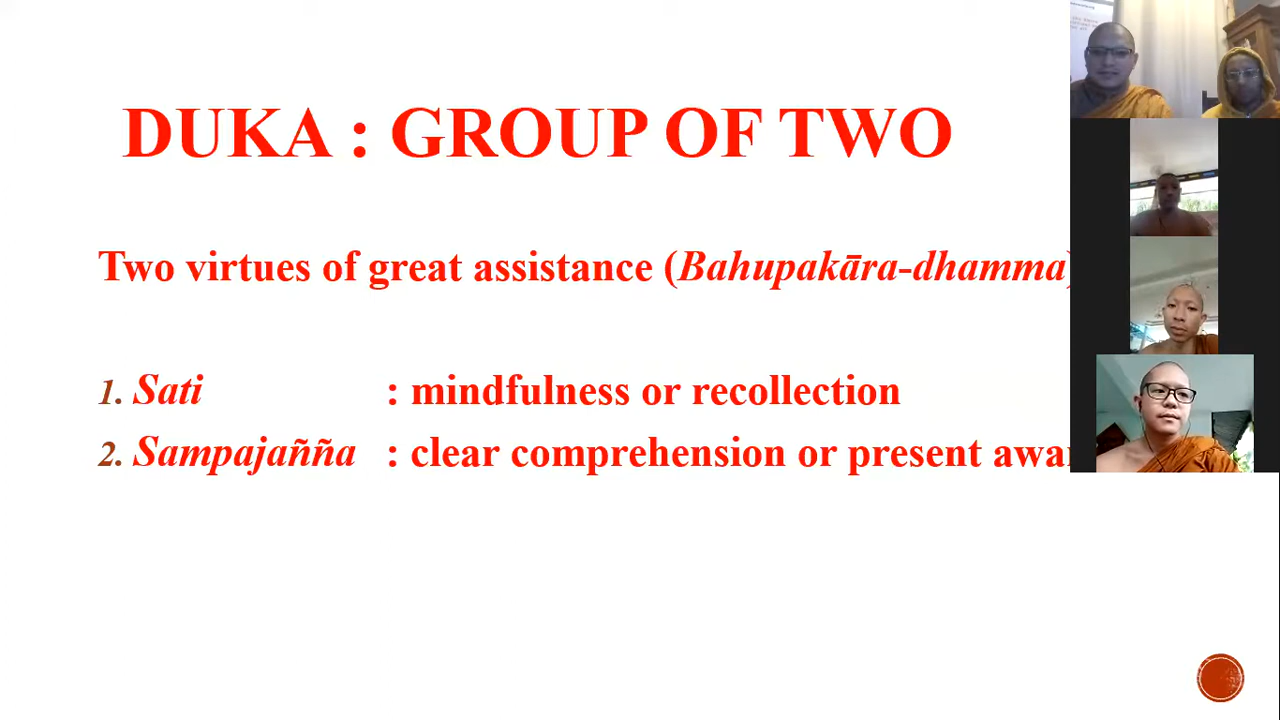 DUKA : GROUP OF TWO
Two virtues of great assistance (Bahupakāra-dhamma)
1. Sati : mindfulness or recollection
2. Sampajañña : clear comprehension or present